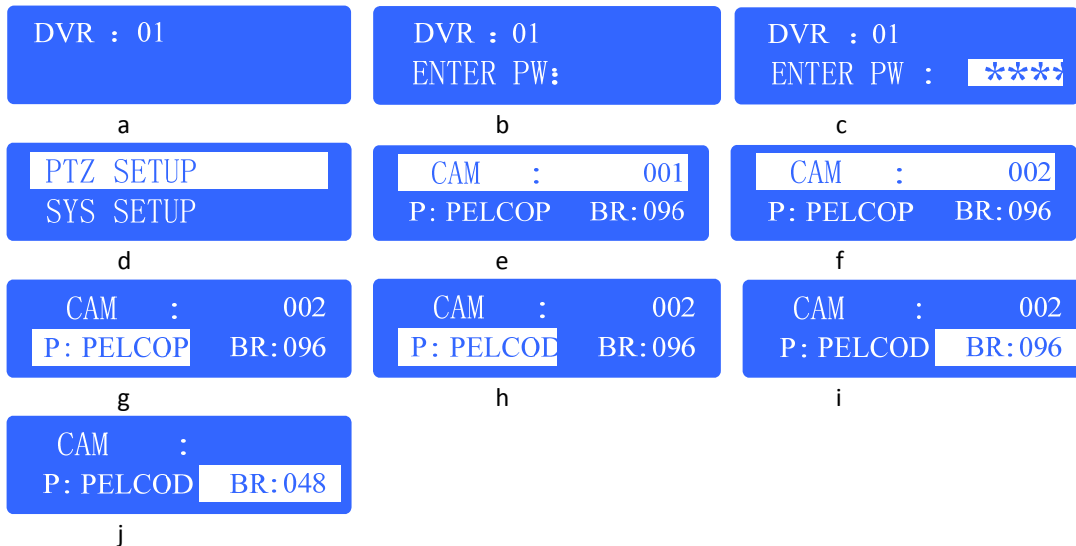 DVR : 01
DVR : 01
ENTER PW:
DVR : 01
ENTER PW : ****
a
b
c
PTZ SETUP
SYS SETUP
CAM : 001
P: PELCOP BR:096
CAM : 002
P: PELCOP BR:096
d
e
f
CAM : 002
P: PELCOP BR:096
CAM : 002
P: PELCOD BR:096
CAM : 002
P: PELCOD BR:096
g
h
i
CAM :
P: PELCOD BR:048
j